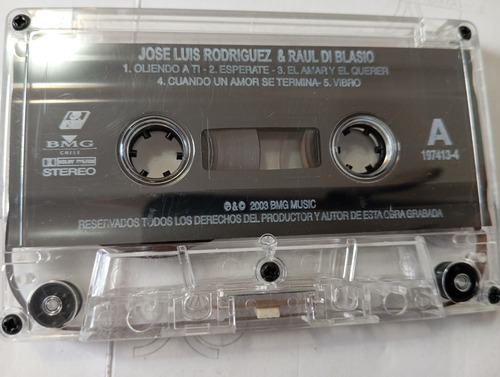 JOSE LUIS RODRIGUEZ & RAUL DI BLASIO
1. OLIENDO A TI - 2. ESPERATE - 3. EL AMAR Y EL QUERER
4. CUANDO UN AMOR SE TERMINA- 5. VIBRO
BMG
CHILE
DOLBY
STEREO
A
197413-4
℗&© 2003 BMG MUSIC
RESERVADOS TODOS LOS DERECHOS DEL PRODUCTOR Y AUTOR DE ESTA OBRA GRABADA